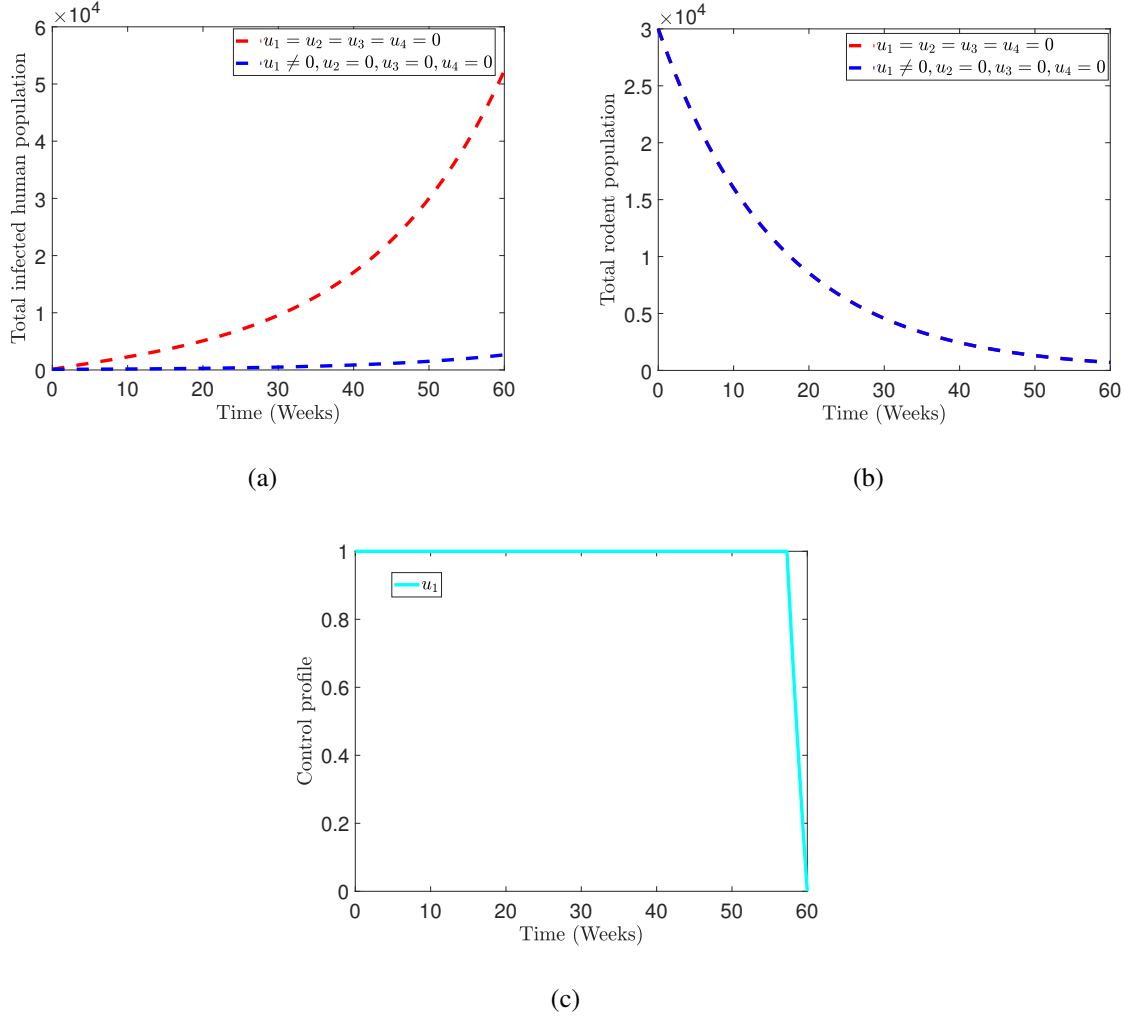 ×10⁴
6
5
4
3
2
1
0
0 10 20 30 40 50 60
Time (Weeks)
Total infected human population
u₁ = u₂ = u₃ = u₄ = 0
u₁ ≠ 0, u₂ = 0, u₃ = 0, u₄ = 0
(a)
×10⁴
3
2.5
2
1.5
1
0.5
0
0 10 20 30 40 50 60
Time (Weeks)
Total rodent population
u₁ = u₂ = u₃ = u₄ = 0
u₁ ≠ 0, u₂ = 0, u₃ = 0, u₄ = 0
(b)
1
0.8
0.6
0.4
0.2
0
0 10 20 30 40 50 60
Time (Weeks)
Control profile
u₁
(c)